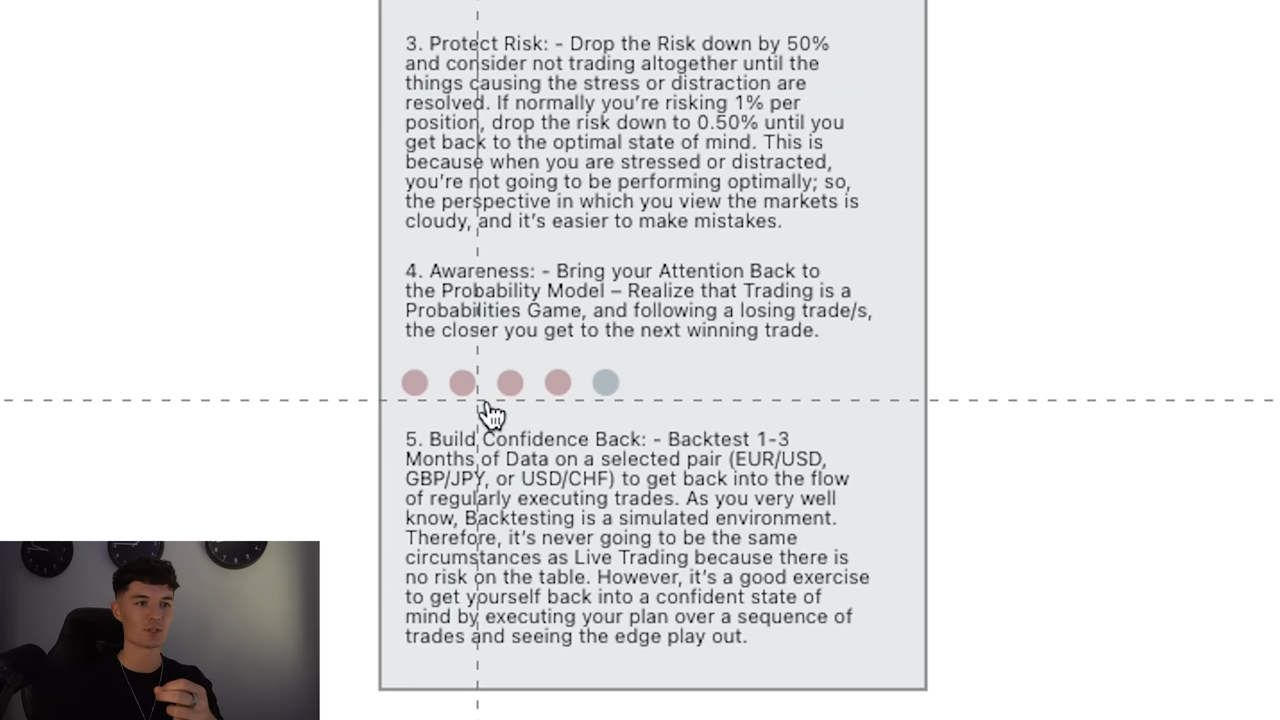 3. Protect Risk: - Drop the Risk down by 50%
and consider not trading altogether until the
things causing the stress or distraction are
resolved. If normally you're risking 1% per
position, drop the risk down to 0.50% until you
get back to the optimal state of mind. This is
because when you are stressed or distracted,
you're not going to be performing optimally; so,
the perspective in which you view the markets is
cloudy, and it's easier to make mistakes.
4. Awareness: - Bring your Attention Back to
the Probability Model – Realize that Trading is a
Probabilities Game, and following a losing trade/s,
the closer you get to the next winning trade.
5. Build Confidence Back: - Backtest 1-3
Months of Data on a selected pair (EUR/USD,
GBP/JPY, or USD/CHF) to get back into the flow
of regularly executing trades. As you very well
know, Backtesting is a simulated environment.
Therefore, it's never going to be the same
circumstances as Live Trading because there is
no risk on the table. However, it's a good exercise
to get yourself back into a confident state of
mind by executing your plan over a sequence of
trades and seeing the edge play out.